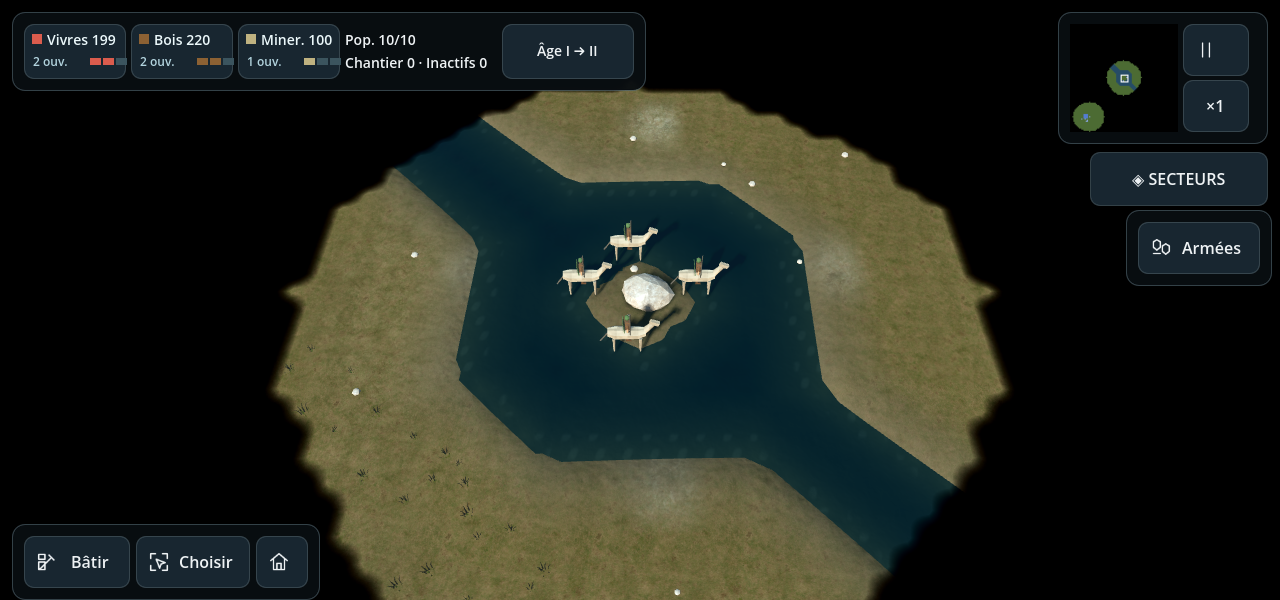 Vivres 199
2 ouv.
Bois 220
2 ouv.
Miner. 100
1 ouv.
Pop. 10/10
Chantier 0 · Inactifs 0
Âge I → II
||
×1
◈ SECTEURS
Armées
Bâtir
Choisir